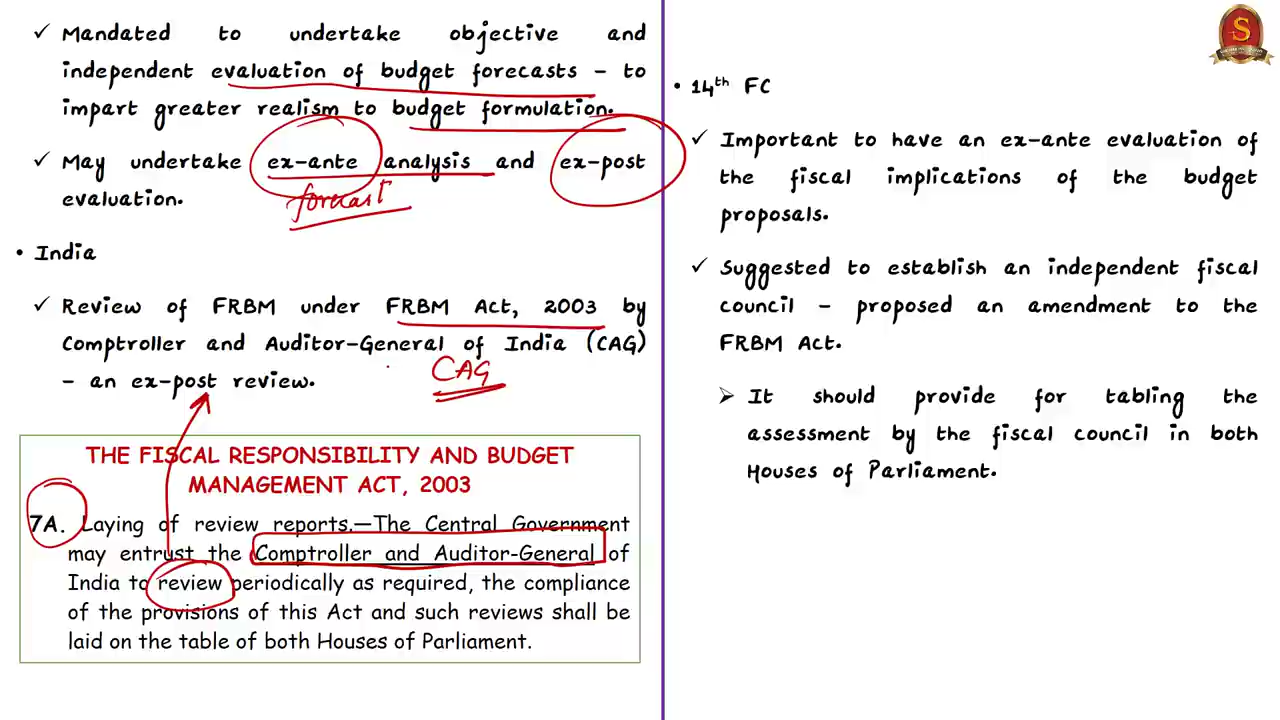 ✓ Mandated to undertake objective and
independent evaluation of budget forecasts – to
impart greater realism to budget formulation.
✓ May undertake ex-ante analysis and ex-post
evaluation.
forecast
• India
✓ Review of FRBM under FRBM Act, 2003 by
Comptroller and Auditor-General of India (CAG)
– an ex-post review.
CAG
THE FISCAL RESPONSIBILITY AND BUDGET
MANAGEMENT ACT, 2003
7A. Laying of review reports.—The Central Government
may entrust the Comptroller and Auditor-General of
India to review periodically as required, the compliance
of the provisions of this Act and such reviews shall be
laid on the table of both Houses of Parliament.
• 14th FC
✓ Important to have an ex-ante evaluation of
the fiscal implications of the budget
proposals.
✓ Suggested to establish an independent fiscal
council – proposed an amendment to the
FRBM Act.
➢ It should provide for tabling the
assessment by the fiscal council in both
Houses of Parliament.
S